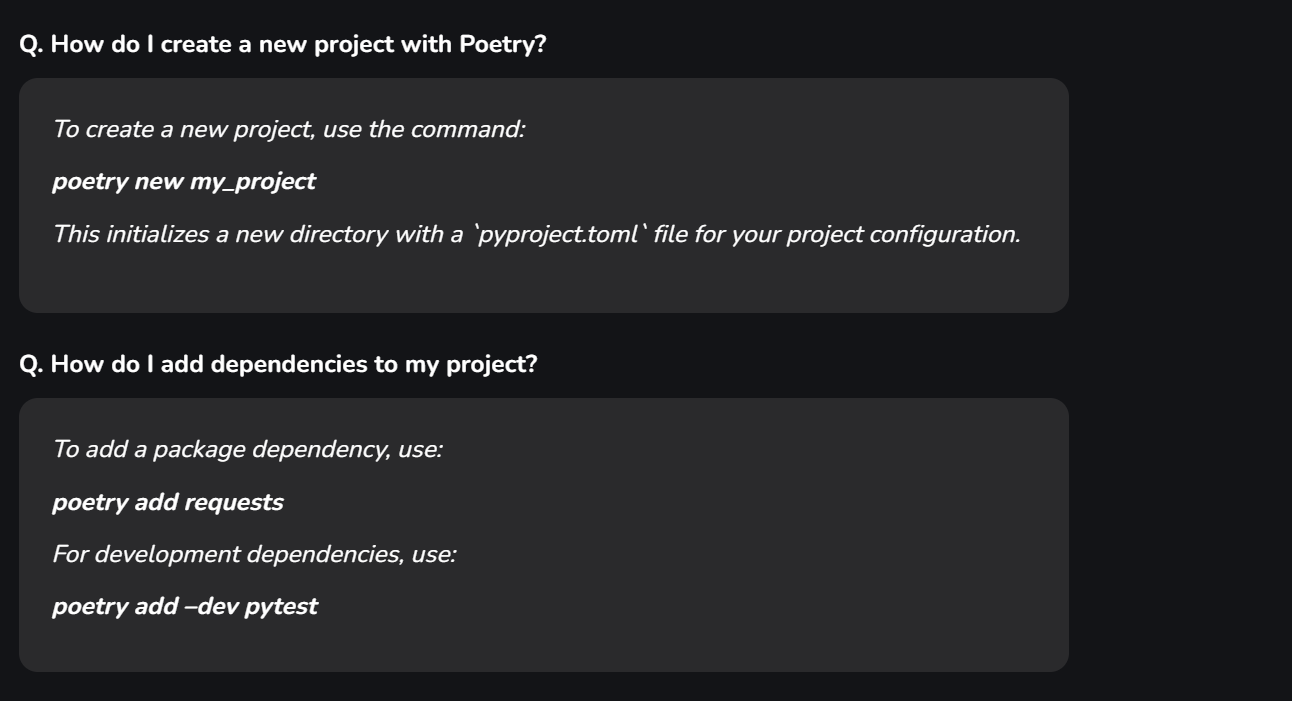 Q. How do I create a new project with Poetry?
To create a new project, use the command:
poetry new my_project
This initializes a new directory with a `pyproject.toml` file for your project configuration.
Q. How do I add dependencies to my project?
To add a package dependency, use:
poetry add requests
For development dependencies, use:
poetry add –dev pytest